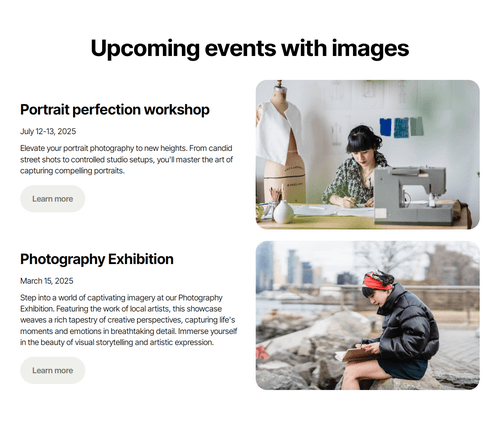 Upcoming events with images
Portrait perfection workshop
July 12-13, 2025
Elevate your portrait photography to new heights. From candid
street shots to controlled studio setups, you'll master the art of
capturing compelling portraits.
Learn more
Photography Exhibition
March 15, 2025
Step into a world of captivating imagery at our Photography
Exhibition. Featuring the work of local artists, this showcase
weaves a rich tapestry of creative perspectives, capturing life's
moments and emotions in breathtaking detail. Immerse yourself
in the beauty of visual storytelling and artistic expression.
Learn more